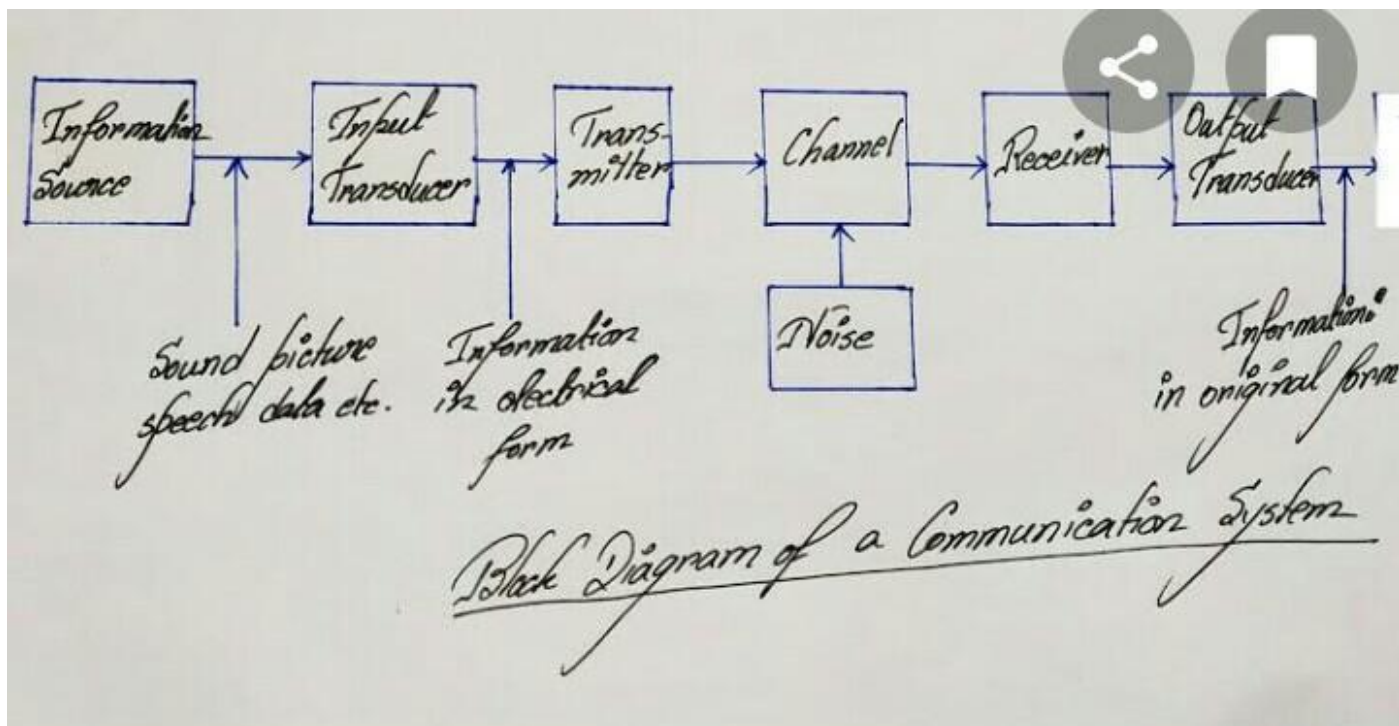 Information
Source
Input
Transducer
Trans-
mitter
Channel
Receiver
Output
Transducer
Noise
Sound picture
speech data etc.
Information
in electrical
form
Information
in original form
Block Diagram of a Communication System